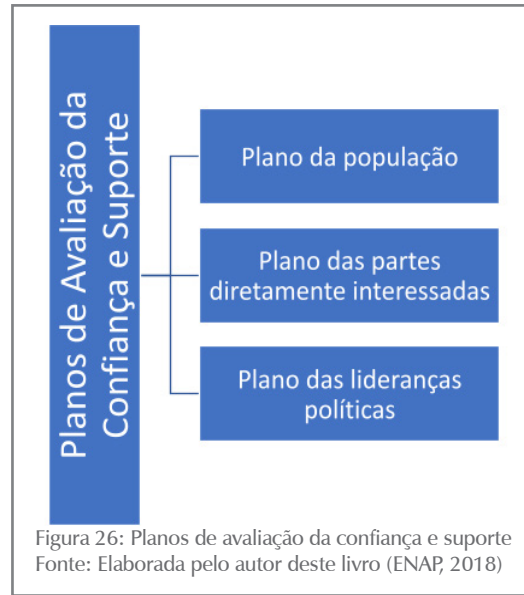 Planos de Avaliação da
Confiança e Suporte
Plano da população
Plano das partes
diretamente interessadas
Plano das lideranças
políticas
Figura 26: Planos de avaliação da confiança e suporte
Fonte: Elaborada pelo autor deste livro (ENAP, 2018)